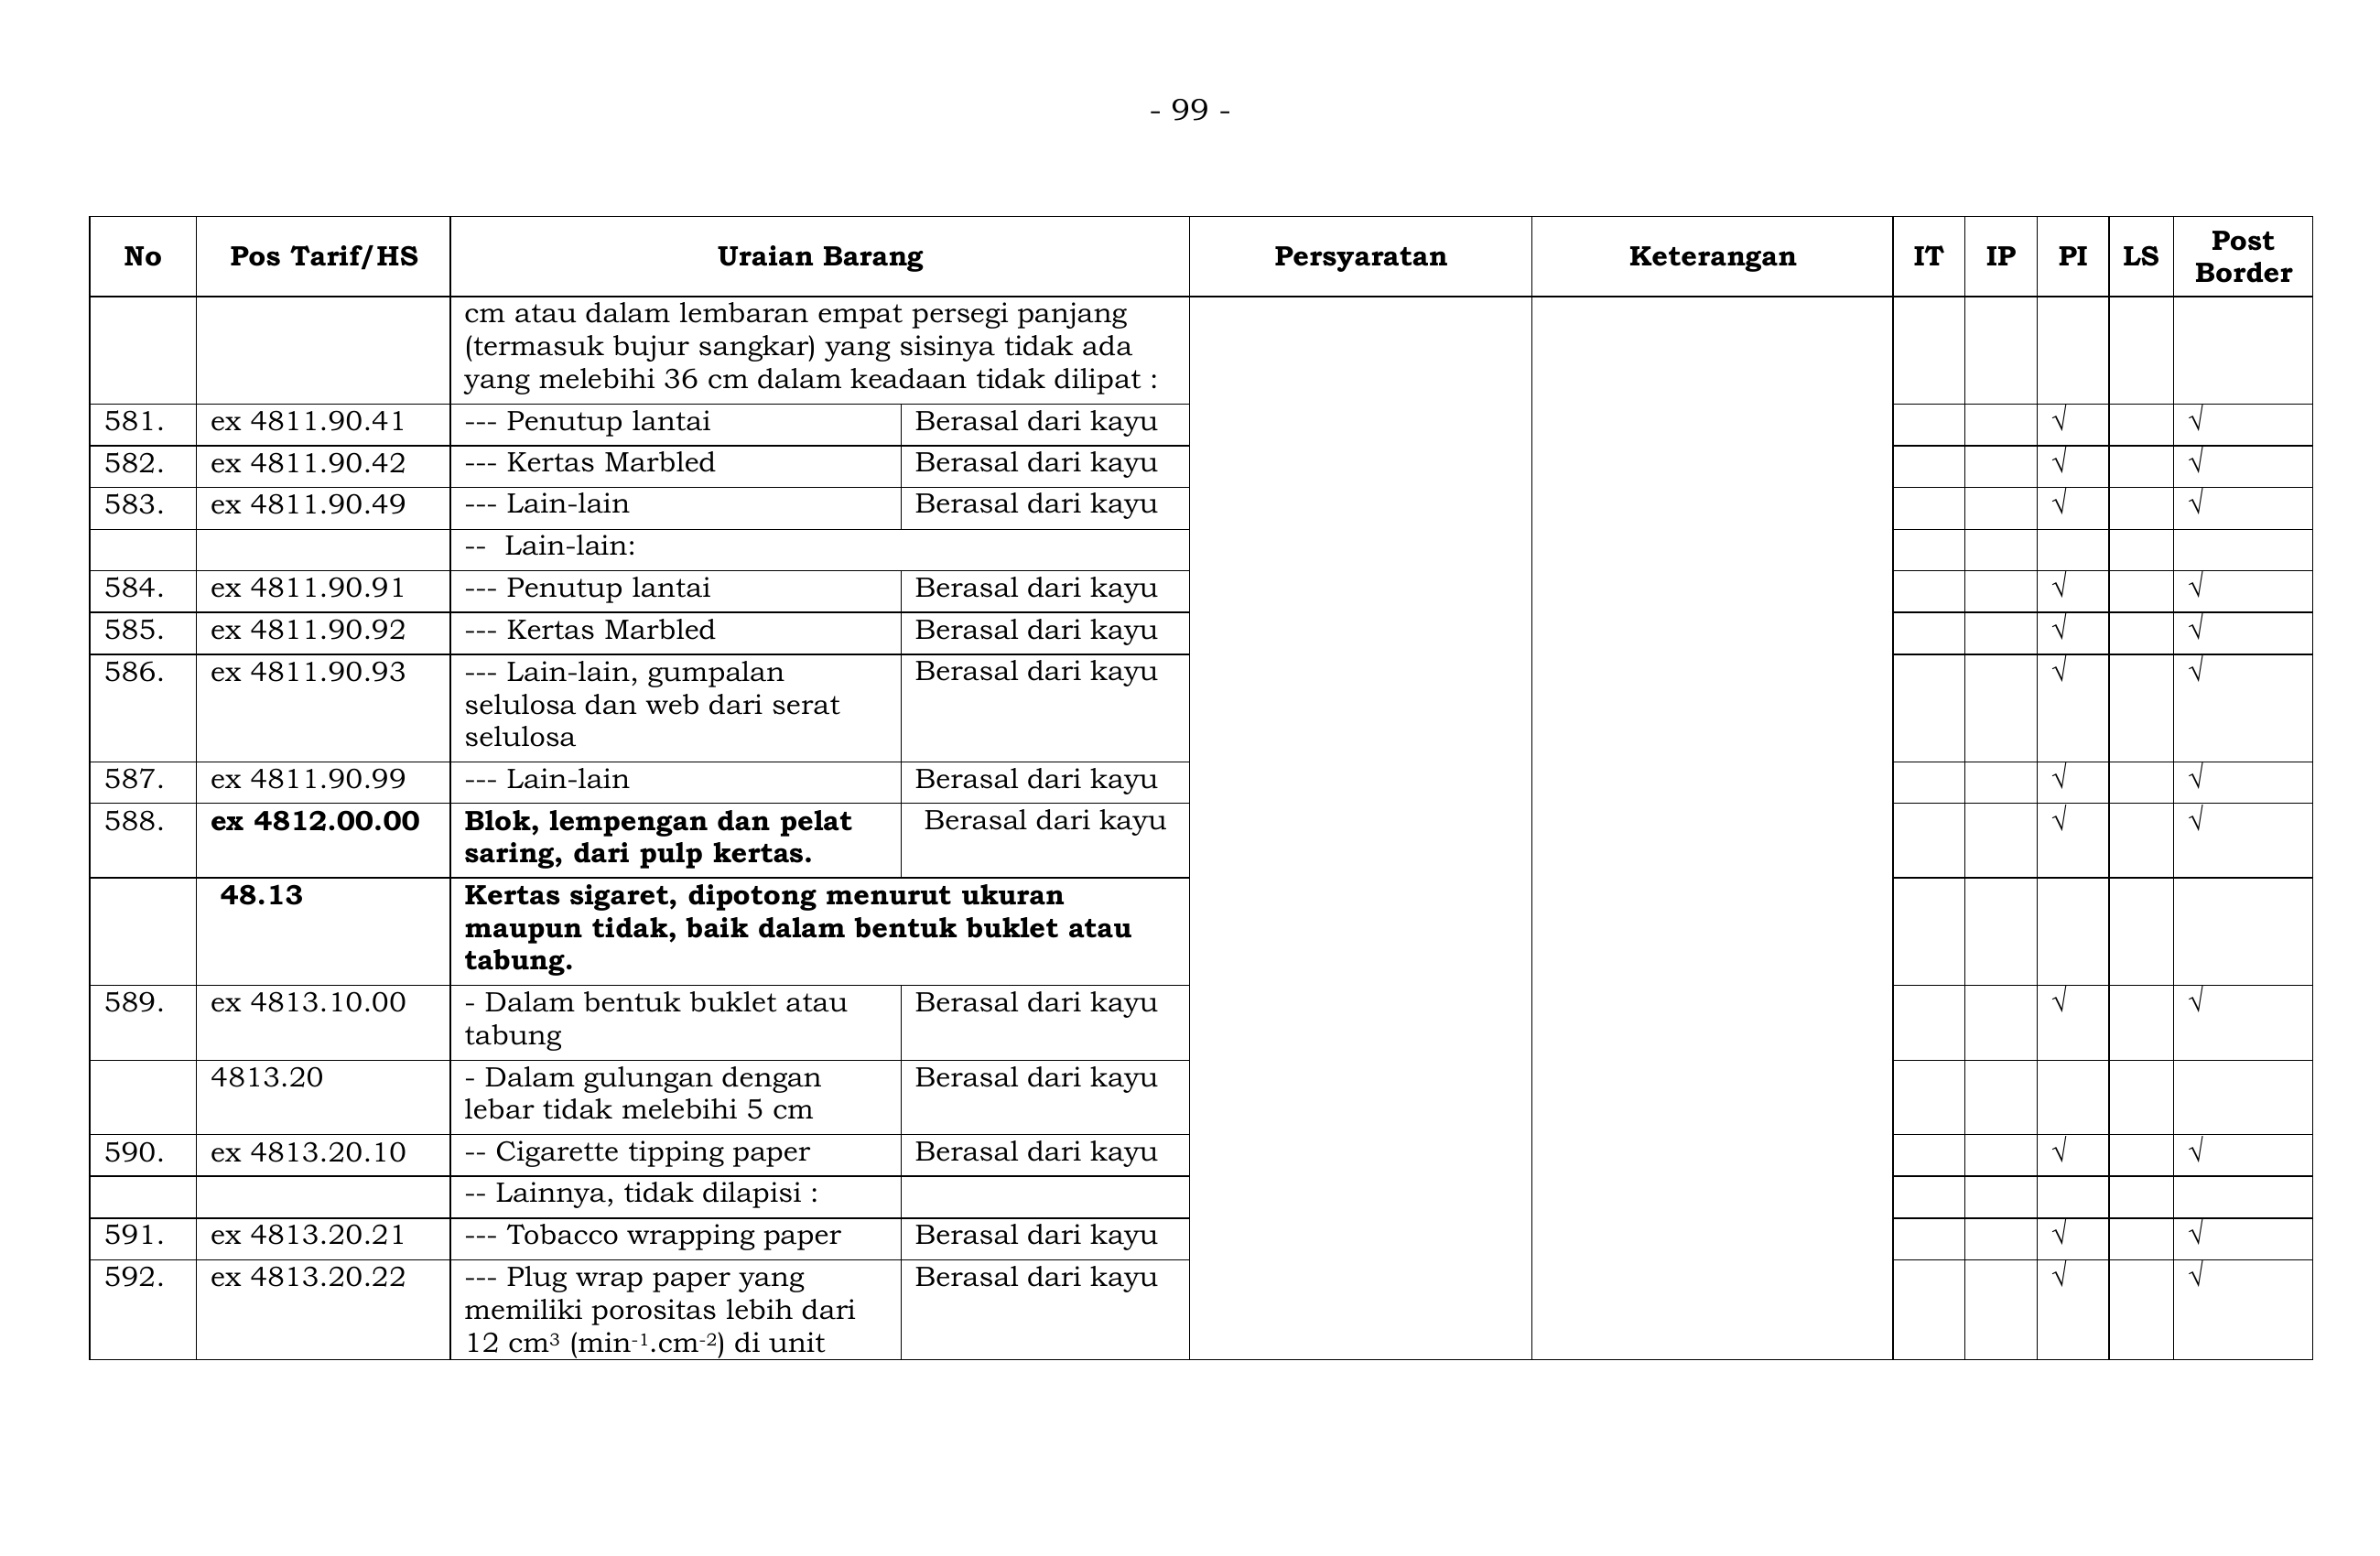 - 99 -
No Pos Tarif/HS Uraian Barang Persyaratan Keterangan IT IP PI LS Post Border
cm atau dalam lembaran empat persegi panjang
(termasuk bujur sangkar) yang sisinya tidak ada
yang melebihi 36 cm dalam keadaan tidak dilipat :
581. ex 4811.90.41 --- Penutup lantai Berasal dari kayu √ √
582. ex 4811.90.42 --- Kertas Marbled Berasal dari kayu √ √
583. ex 4811.90.49 --- Lain-lain Berasal dari kayu √ √
-- Lain-lain:
584. ex 4811.90.91 --- Penutup lantai Berasal dari kayu √ √
585. ex 4811.90.92 --- Kertas Marbled Berasal dari kayu √ √
586. ex 4811.90.93 --- Lain-lain, gumpalan Berasal dari kayu √ √
selulosa dan web dari serat
selulosa
587. ex 4811.90.99 --- Lain-lain Berasal dari kayu √ √
588. ex 4812.00.00 Blok, lempengan dan pelat Berasal dari kayu √ √
saring, dari pulp kertas.
48.13 Kertas sigaret, dipotong menurut ukuran
maupun tidak, baik dalam bentuk buklet atau
tabung.
589. ex 4813.10.00 - Dalam bentuk buklet atau Berasal dari kayu √ √
tabung
4813.20 - Dalam gulungan dengan Berasal dari kayu
lebar tidak melebihi 5 cm
590. ex 4813.20.10 -- Cigarette tipping paper Berasal dari kayu √ √
-- Lainnya, tidak dilapisi :
591. ex 4813.20.21 --- Tobacco wrapping paper Berasal dari kayu √ √
592. ex 4813.20.22 --- Plug wrap paper yang Berasal dari kayu √ √
memiliki porositas lebih dari
12 cm³ (min⁻¹.cm⁻²) di unit